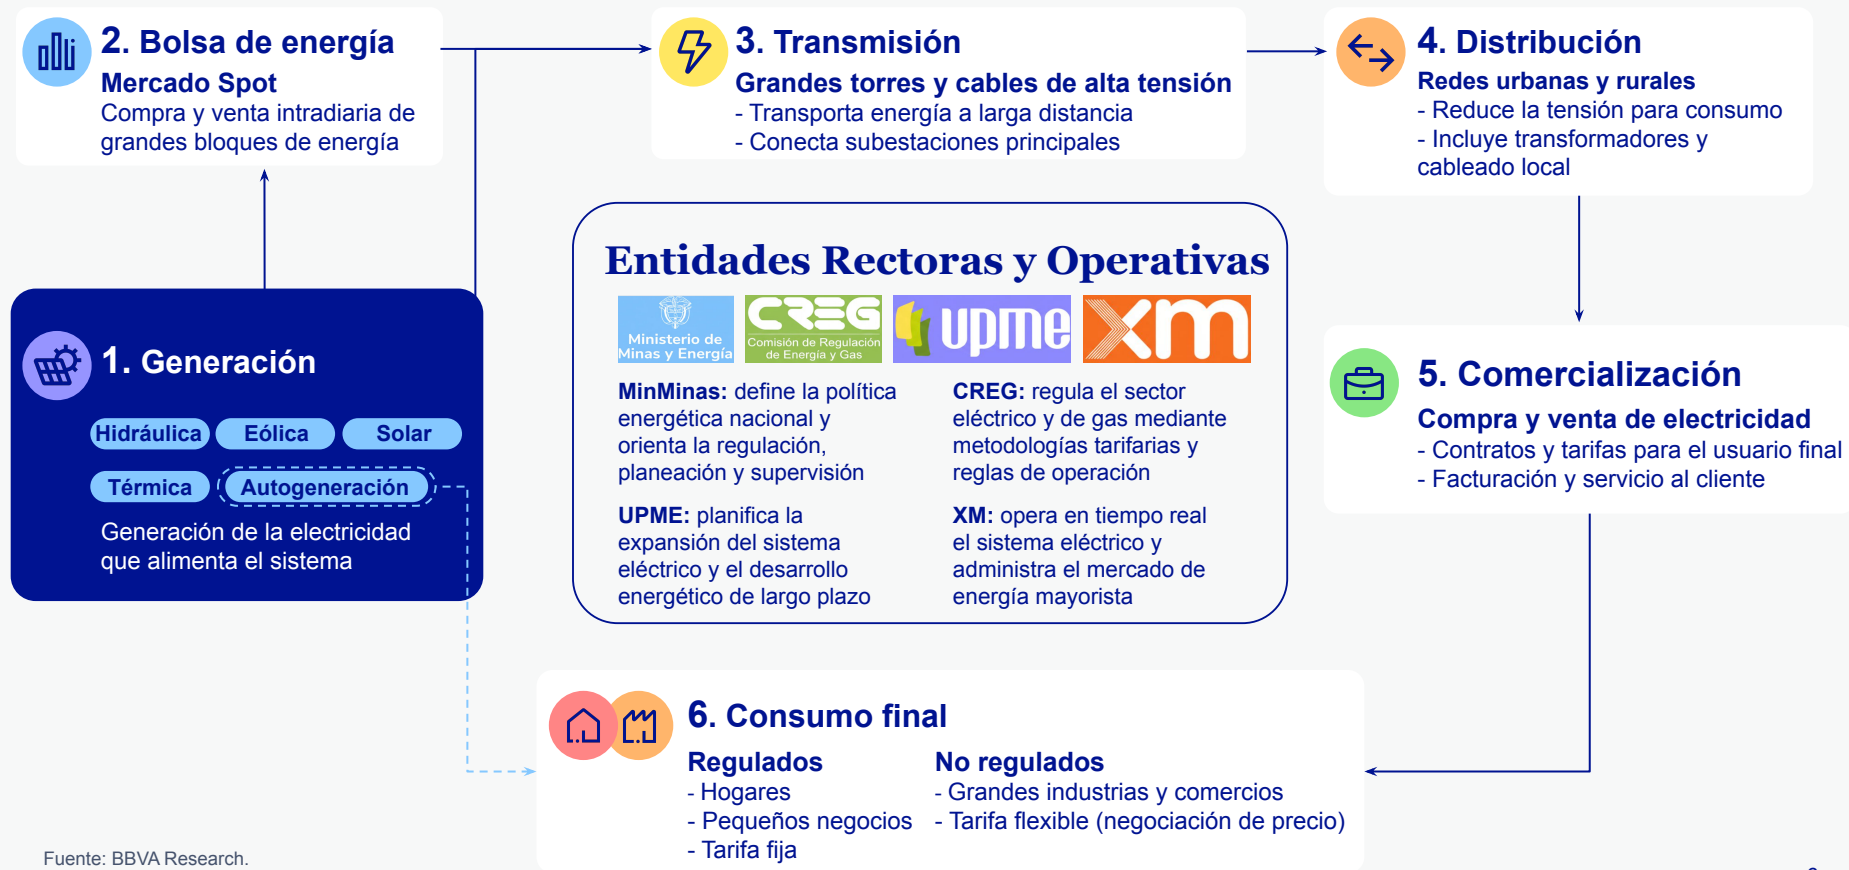 2. Bolsa de energía
Mercado Spot
Compra y venta intradiaria de
grandes bloques de energía
3. Transmisión
Grandes torres y cables de alta tensión
- Transporta energía a larga distancia
- Conecta subestaciones principales
4. Distribución
Redes urbanas y rurales
- Reduce la tensión para consumo
- Incluye transformadores y
cableado local
1. Generación
Hidráulica
Eólica
Solar
Térmica
Autogeneración
Generación de la electricidad
que alimenta el sistema
Entidades Rectoras y Operativas
Ministerio de
Minas y Energía
CREG
Comisión de Regulación
de Energía y Gas
upme
xm
MinMinas: define la política
energética nacional y
orienta la regulación,
planeación y supervisión
CREG: regula el sector
eléctrico y de gas mediante
metodologías tarifarias y
reglas de operación
UPME: planifica la
expansión del sistema
eléctrico y el desarrollo
energético de largo plazo
XM: opera en tiempo real
el sistema eléctrico y
administra el mercado de
energía mayorista
5. Comercialización
Compra y venta de electricidad
- Contratos y tarifas para el usuario final
- Facturación y servicio al cliente
6. Consumo final
Regulados
- Hogares
- Pequeños negocios
- Tarifa fija
No regulados
- Grandes industrias y comercios
- Tarifa flexible (negociación de precio)
Fuente: BBVA Research.